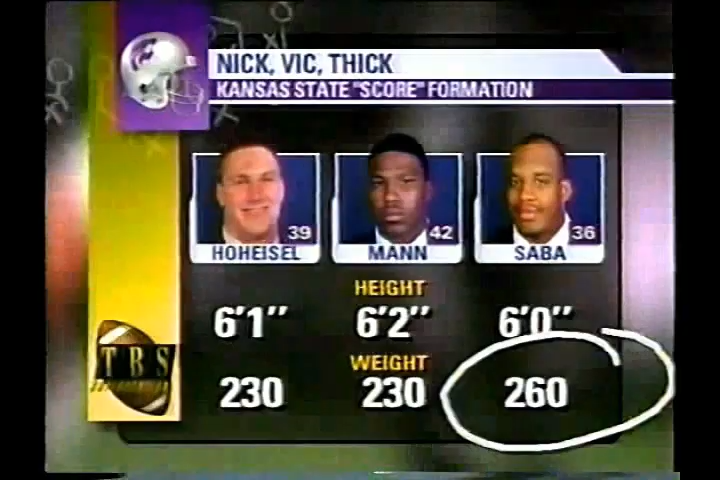 NICK, VIC, THICK
KANSAS STATE "SCORE" FORMATION
39 42 36
HOHEISEL MANN SABA
HEIGHT
6'1" 6'2" 6'0"
WEIGHT
230 230 260
TBS